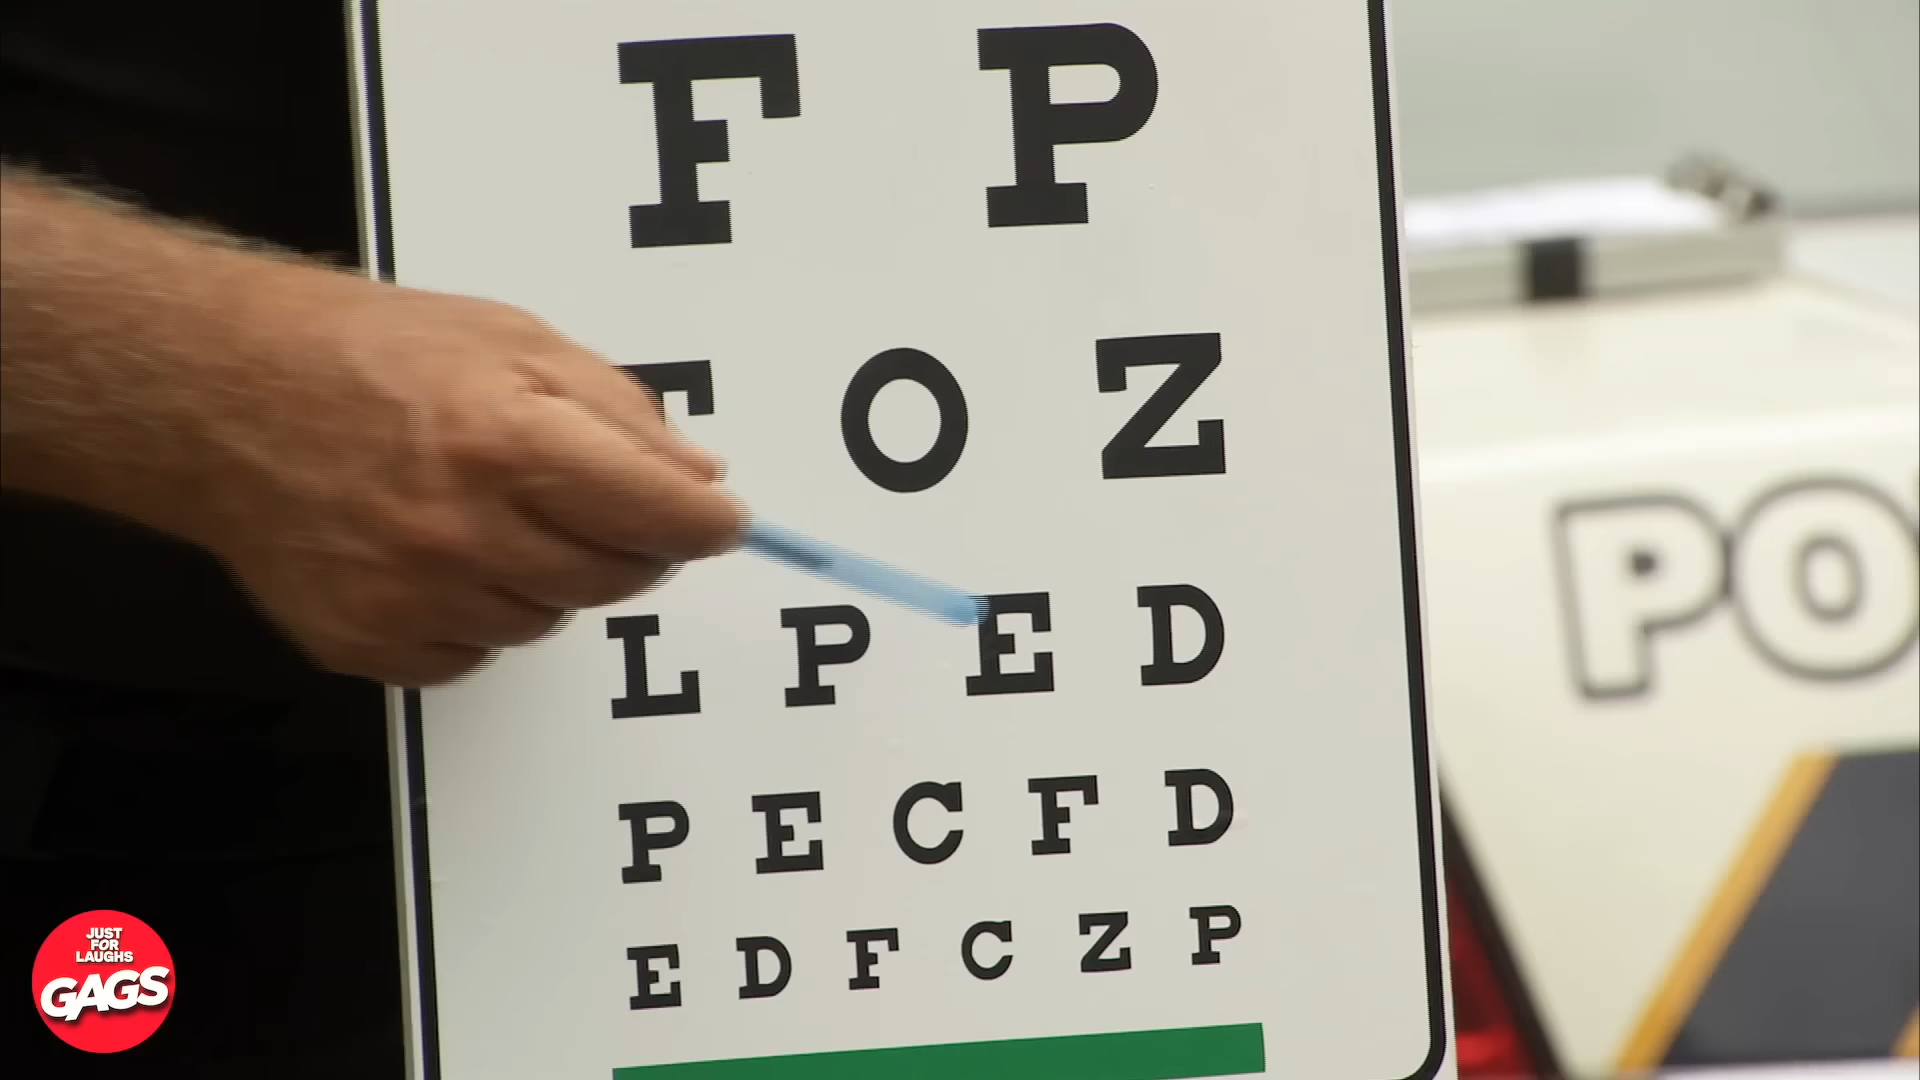 F P
T O Z
L P E D
P E C F D
E D F C Z P
PO
JUST
FOR
LAUGHS
GAGS